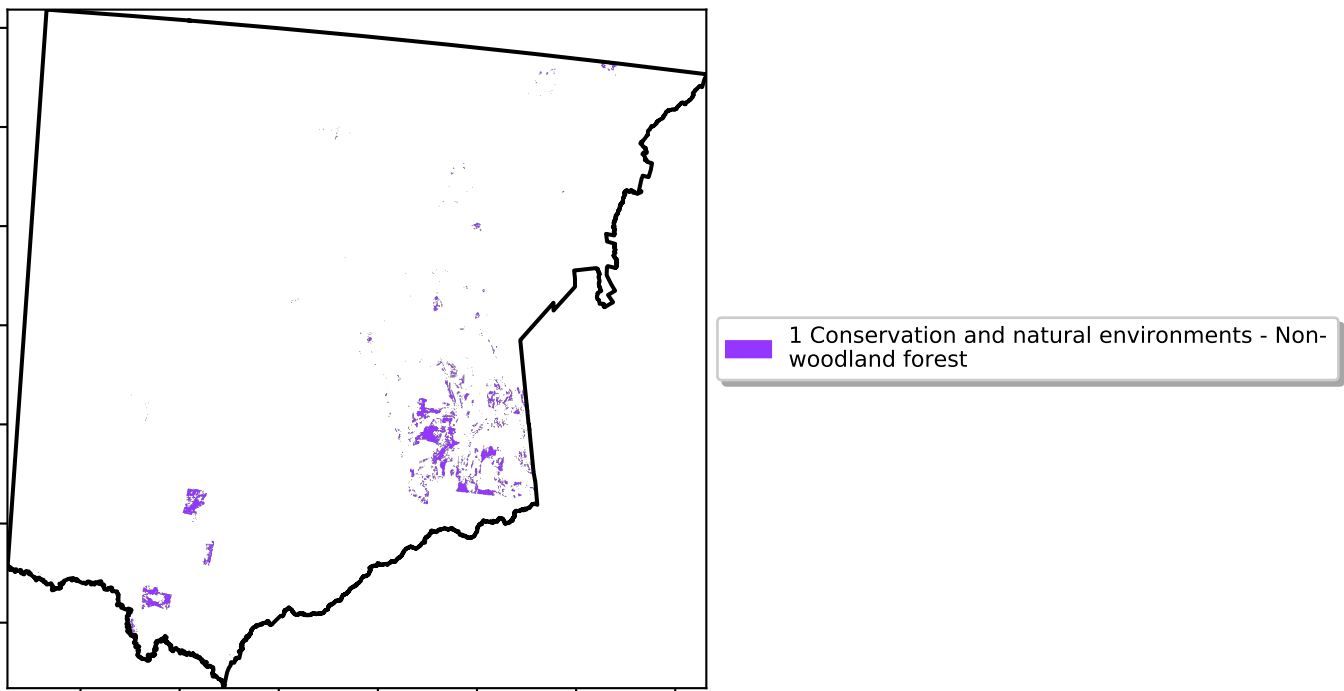 1 Conservation and natural environments - Non-
woodland forest